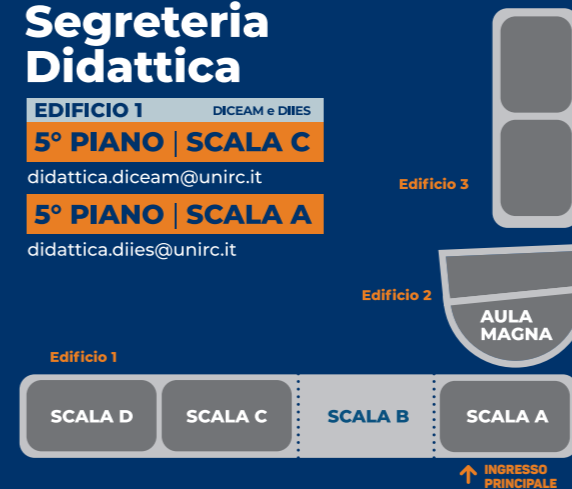 Segreteria
Didattica
EDIFICIO 1 DICEAM e DIIES
5° PIANO | SCALA C
didattica.diceam@unirc.it
5° PIANO | SCALA A
didattica.diies@unirc.it
Edificio 3
Edificio 2
AULA
MAGNA
Edificio 1
SCALA D
SCALA C
SCALA B
SCALA A
INGRESSO
PRINCIPALE